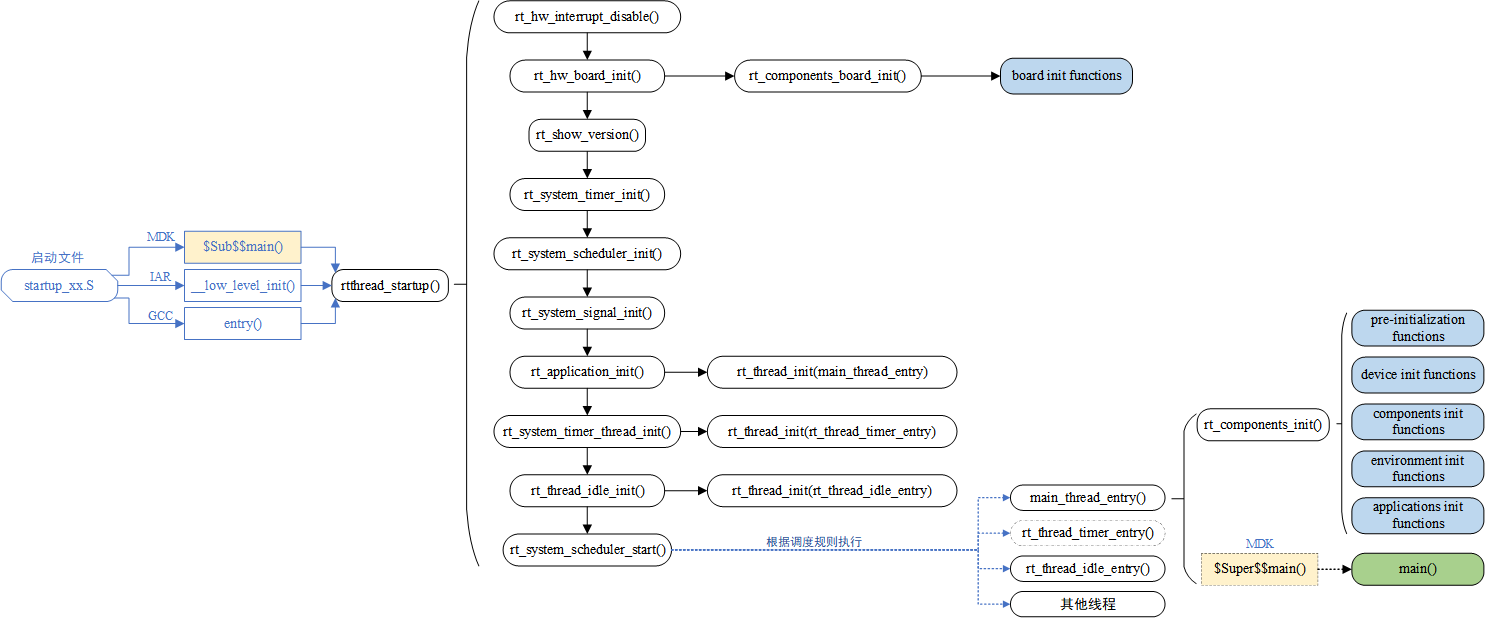 启动文件
startup_xx.S
MDK
$Sub$$main()
IAR
__low_level_init()
GCC
entry()
rtthread_startup()
rt_hw_interrupt_disable()
rt_hw_board_init()
rt_components_board_init()
board init functions
rt_show_version()
rt_system_timer_init()
rt_system_scheduler_init()
rt_system_signal_init()
rt_application_init()
rt_thread_init(main_thread_entry)
rt_system_timer_thread_init()
rt_thread_init(rt_thread_timer_entry)
rt_thread_idle_init()
rt_thread_init(rt_thread_idle_entry)
rt_system_scheduler_start()
根据调度规则执行
main_thread_entry()
rt_thread_timer_entry()
rt_thread_idle_entry()
其他线程
rt_components_init()
pre-initialization
functions
device init functions
components init
functions
environment init
functions
applications init
functions
MDK
$Super$$main()
main()